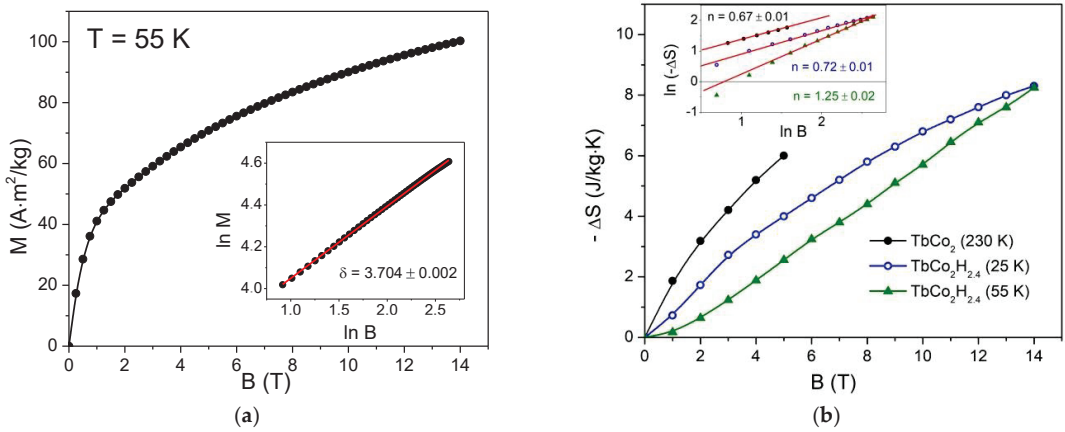 T = 55 K
M (A·m²/kg)
100
80
60
40
20
0
0 2 4 6 8 10 12 14
B (T)
ln M
4.6
4.4
4.2
4.0
δ = 3.704 ± 0.002
1.0 1.5 2.0 2.5
ln B
(a)
- ΔS (J/kg·K)
8
6
4
2
0
0 2 4 6 8 10 12 14
B (T)
ln (-ΔS)
2
1
0
-1
n = 0.67 ± 0.01
n = 0.72 ± 0.01
n = 1.25 ± 0.02
1 2
ln B
TbCo₂ (230 K)
TbCo₂H₂.₄ (25 K)
TbCo₂H₂.₄ (55 K)
(b)